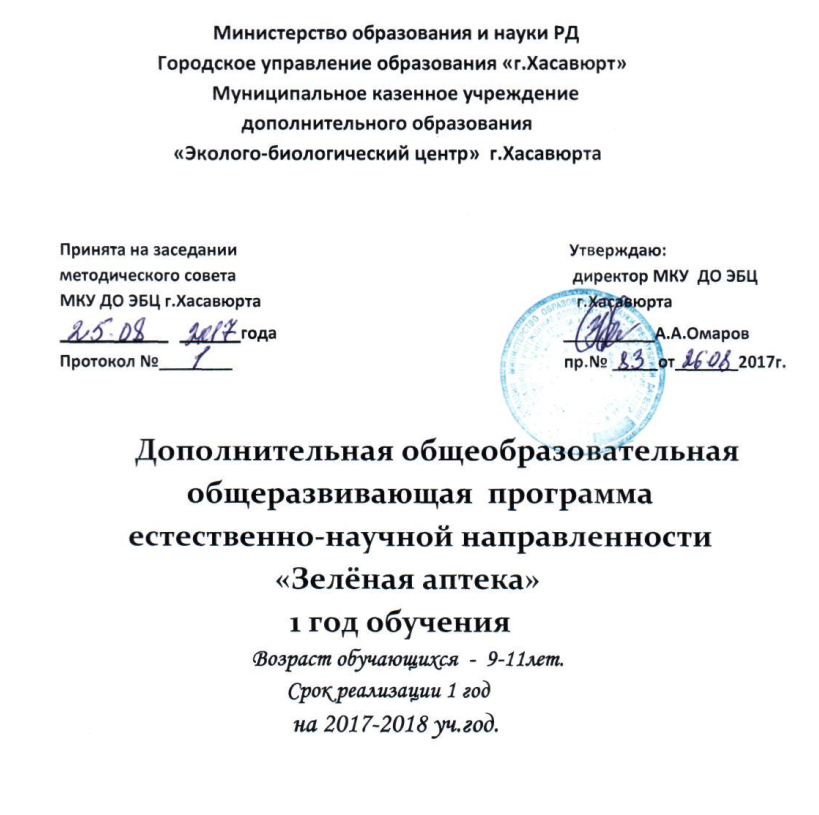 Министерство образования и науки РД
Городское управление образования «г.Хасавюрт»
Муниципальное казенное учреждение
дополнительного образования
«Эколого-биологический центр» г.Хасавюрта
Принята на заседании
методического совета
МКУ ДО ЭБЦ г.Хасавюрта
25.08 2017 года
Протокол № 1
Утверждаю:
директор МКУ ДО ЭБЦ
г.Хасавюрта
А.А.Омаров
пр.№ 83 от 26.08 2017г.
Дополнительная общеобразовательная
общеразвивающая программа
естественно-научной направленности
«Зелёная аптека»
1 год обучения
Возраст обучающихся - 9-11лет.
Срок реализации 1 год
на 2017-2018 уч.год.